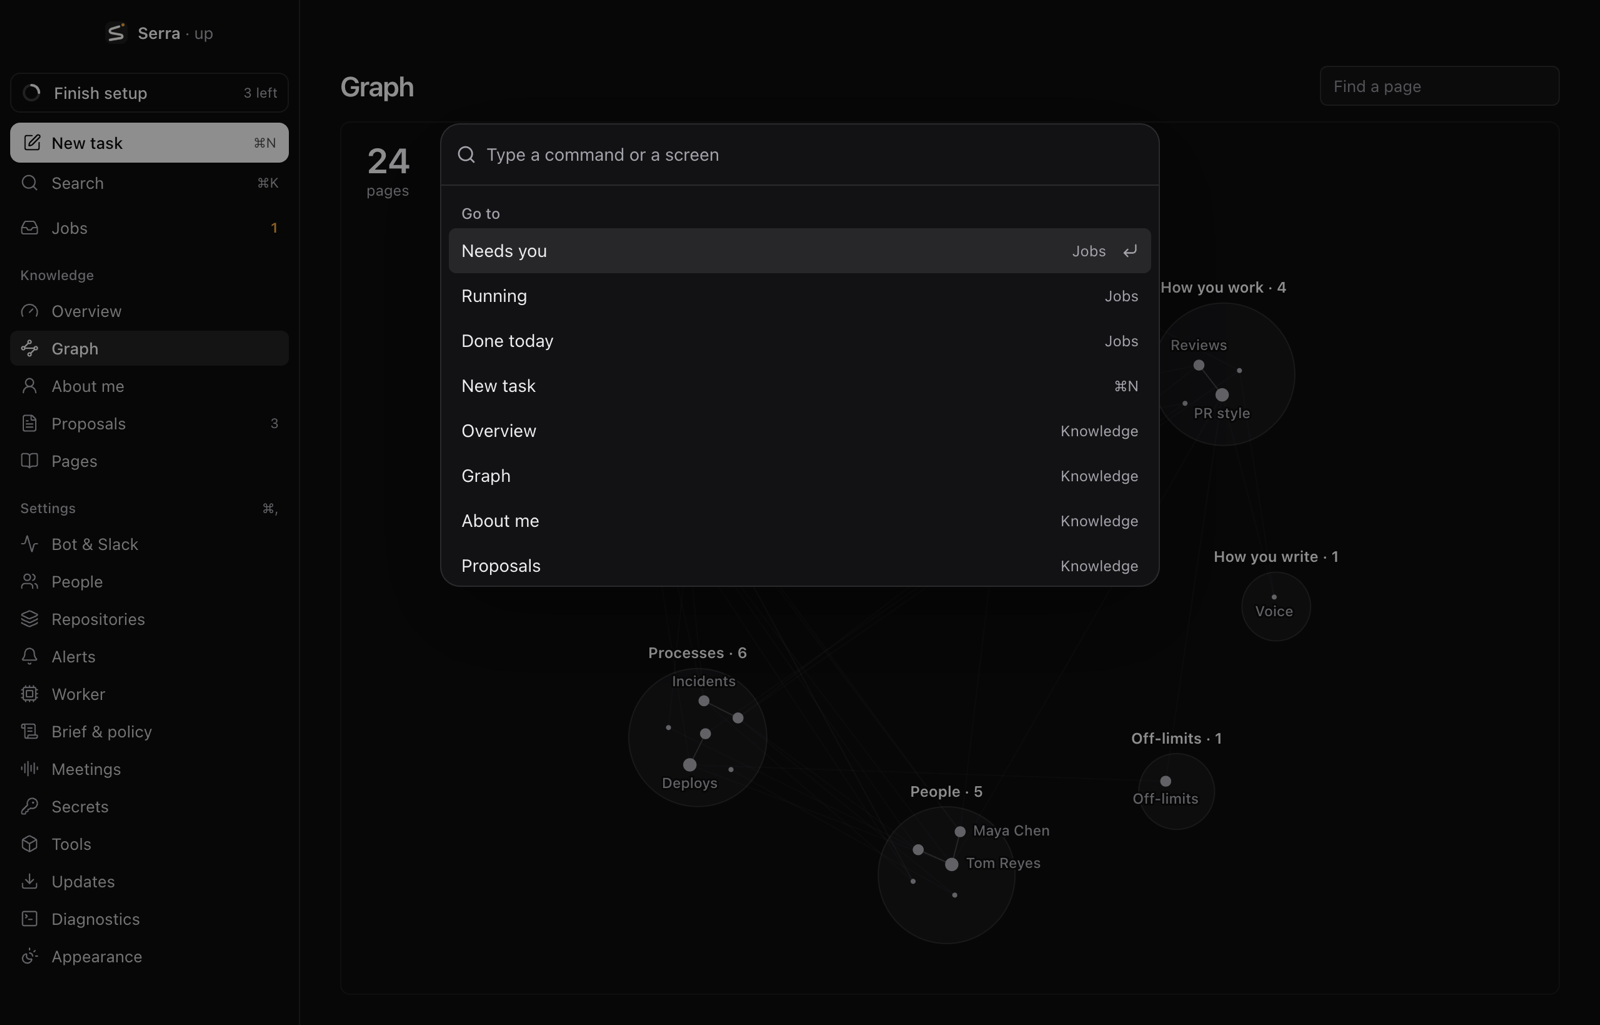 Serra · up
Finish setup 3 left
New task ⌘N
Search ⌘K
Jobs 1
Knowledge
Overview
Graph
About me
Proposals 3
Pages
Settings ⌘,
Bot & Slack
People
Repositories
Alerts
Worker
Brief & policy
Meetings
Secrets
Tools
Updates
Diagnostics
Appearance
Graph
Find a page
24
pages
Type a command or a screen
Go to
Needs you Jobs
Running Jobs
Done today Jobs
New task ⌘N
Overview Knowledge
Graph Knowledge
About me Knowledge
Proposals Knowledge
How you work · 4
Reviews
PR style
How you write · 1
Voice
Processes · 6
Incidents
Deploys
Off-limits · 1
Off-limits
People · 5
Maya Chen
Tom Reyes